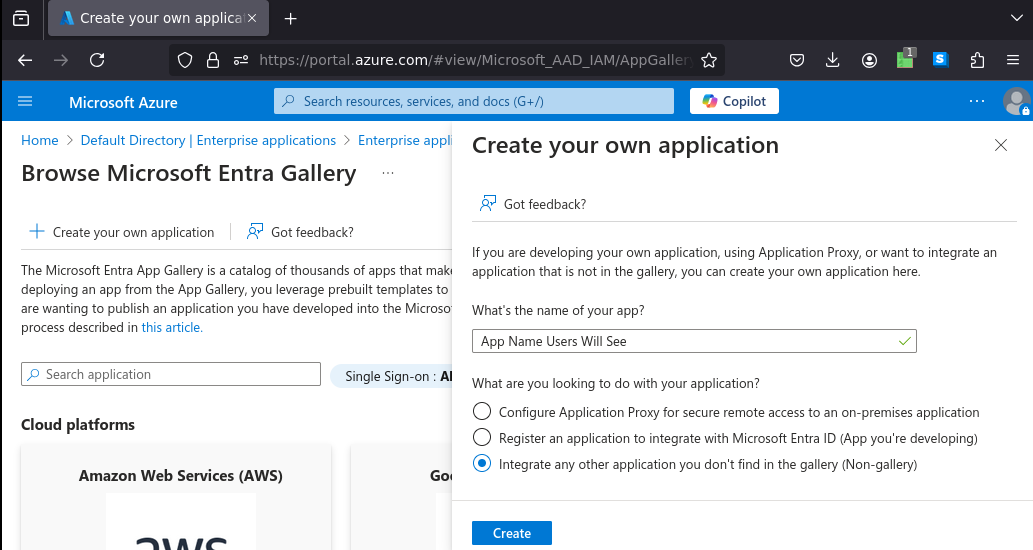 Create your own applicat
https://portal.azure.com/#view/Microsoft_AAD_IAM/AppGallery
1
S
Microsoft Azure
Search resources, services, and docs (G+/)
Copilot
Home > Default Directory | Enterprise applications > Enterprise appli
Browse Microsoft Entra Gallery
Create your own application
Got feedback?
The Microsoft Entra App Gallery is a catalog of thousands of apps that make
deploying an app from the App Gallery, you leverage prebuilt templates to
are wanting to publish an application you have developed into the Microso
process described in this article.
Search application
Single Sign-on : Al
Cloud platforms
Amazon Web Services (AWS)
aws
Goo
Create your own application
Got feedback?
If you are developing your own application, using Application Proxy, or want to integrate an
application that is not in the gallery, you can create your own application here.
What's the name of your app?
App Name Users Will See
What are you looking to do with your application?
Configure Application Proxy for secure remote access to an on-premises application
Register an application to integrate with Microsoft Entra ID (App you're developing)
Integrate any other application you don't find in the gallery (Non-gallery)
Create